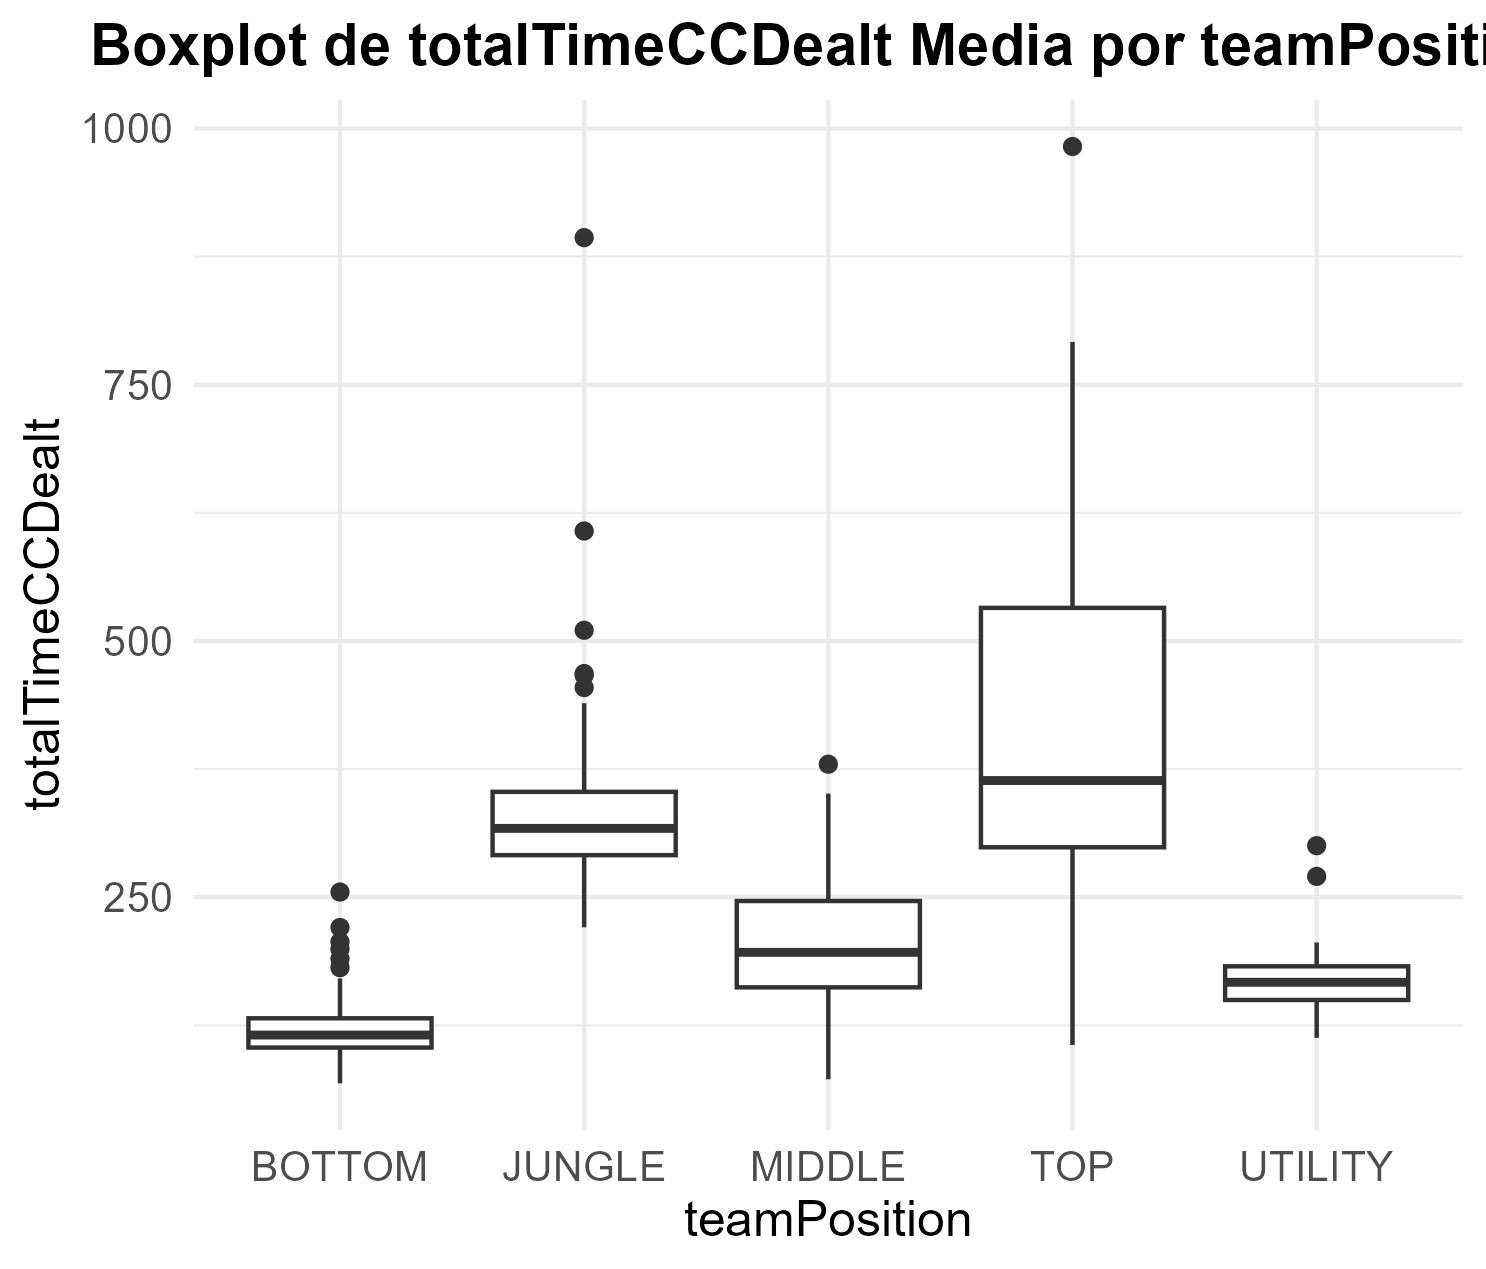 Boxplot de totalTimeCCDealt Media por teamPositi
1000
750
500
250
totalTimeCCDealt
BOTTOM JUNGLE MIDDLE TOP UTILITY
teamPosition